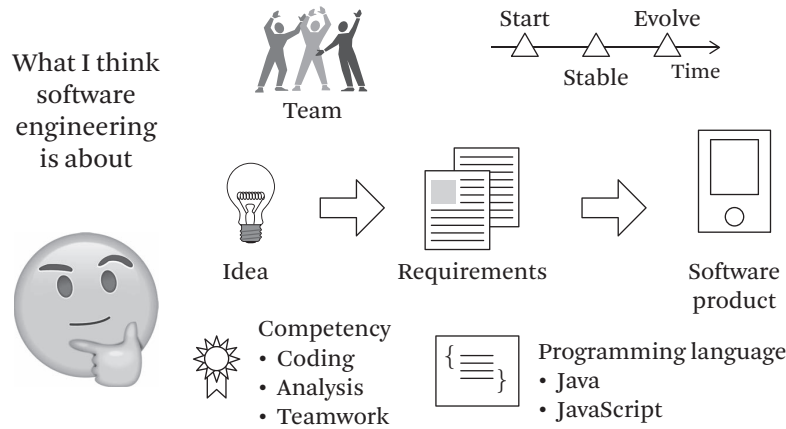 What I think
software
engineering
is about
Team
Start
Evolve
Stable
Time
Idea
Requirements
Software
product
Competency
• Coding
• Analysis
• Teamwork
{
}
Programming language
• Java
• JavaScript